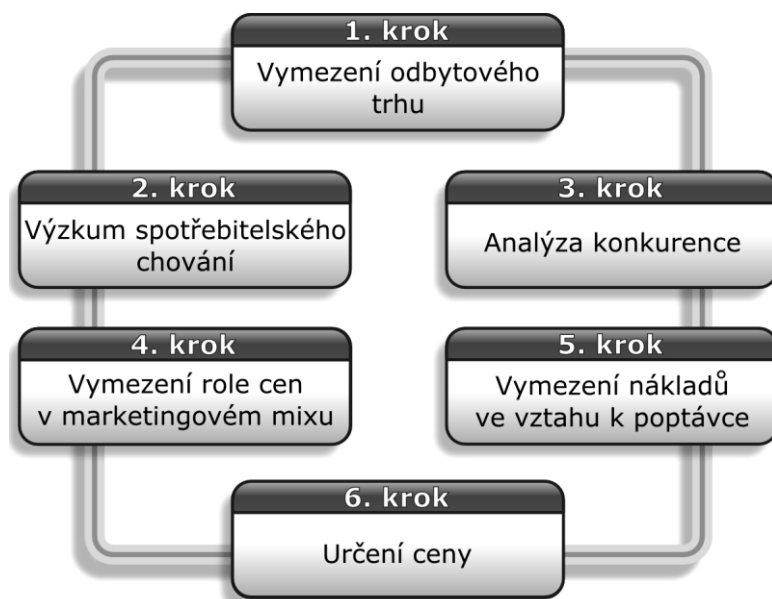 1. krok
Vymezení odbytového
trhu
2. krok
Výzkum spotřebitelského
chování
3. krok
Analýza konkurence
4. krok
Vymezení role cen
v marketingovém mixu
5. krok
Vymezení nákladů
ve vztahu k poptávce
6. krok
Určení ceny